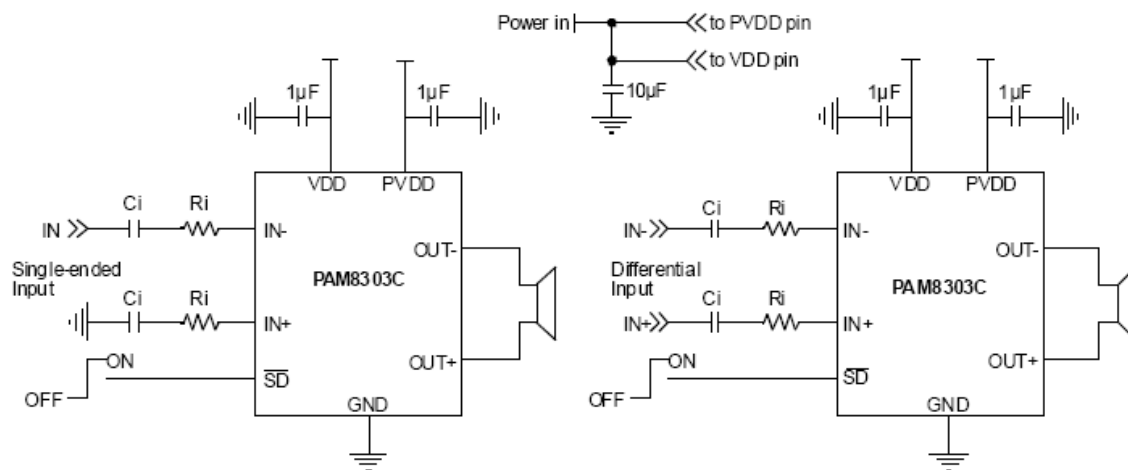 Power in
to PVDD pin
to VDD pin
10µF
1µF
1µF
VDD
PVDD
IN
Ci
Ri
IN-
Single-ended
Input
PAM8303C
OUT-
Ci
Ri
IN+
OUT+
ON
OFF
SD
GND
1µF
1µF
VDD
PVDD
IN-
Ci
Ri
IN-
Differential
Input
PAM8303C
OUT-
IN+
Ci
Ri
IN+
OUT+
ON
OFF
SD
GND